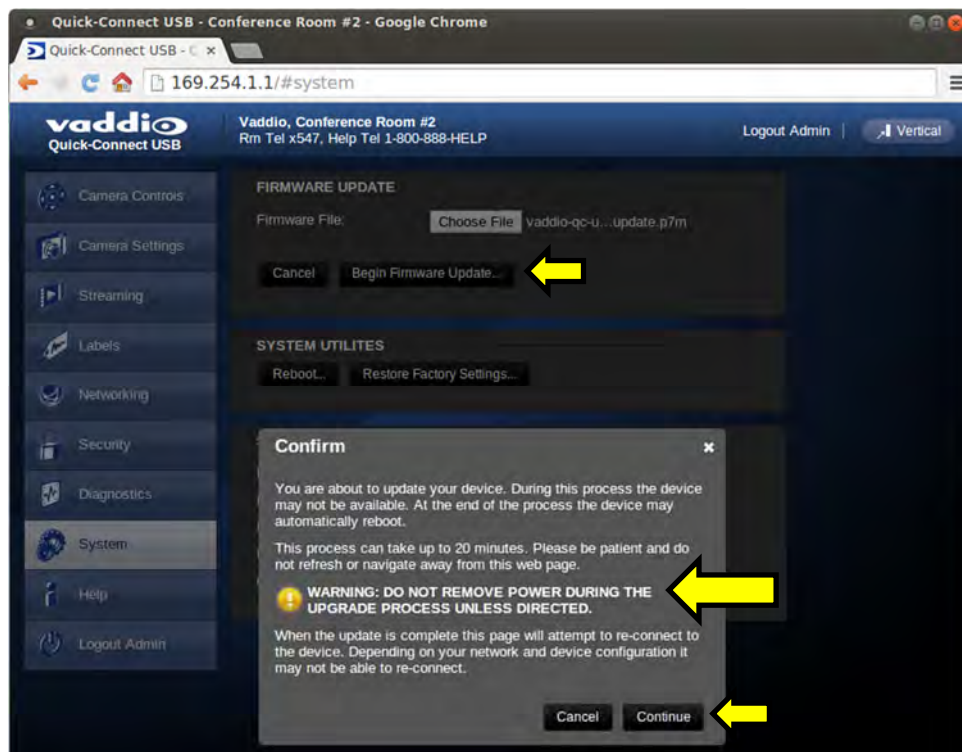 Quick-Connect USB - Conference Room #2 - Google Chrome
Quick-Connect USB - C ×
169.254.1.1/#system
vaddio
Quick-Connect USB
Vaddio, Conference Room #2
Rm Tel x547, Help Tel 1-800-888-HELP
Logout Admin
Vertical
Camera Controls
Camera Settings
Streaming
Labels
Networking
Security
Diagnostics
System
Help
Logout Admin
FIRMWARE UPDATE
Firmware File: Choose File vaddio-qc-u...update.p7m
Cancel Begin Firmware Update...
SYSTEM UTILITES
Reboot... Restore Factory Settings...
Confirm ×
You are about to update your device. During this process the device
may not be available. At the end of the process the device may
automatically reboot.
This process can take up to 20 minutes. Please be patient and do
not refresh or navigate away from this web page.
WARNING: DO NOT REMOVE POWER DURING THE
UPGRADE PROCESS UNLESS DIRECTED.
When the update is complete this page will attempt to re-connect to
the device. Depending on your network and device configuration it
may not be able to re-connect.
Cancel Continue